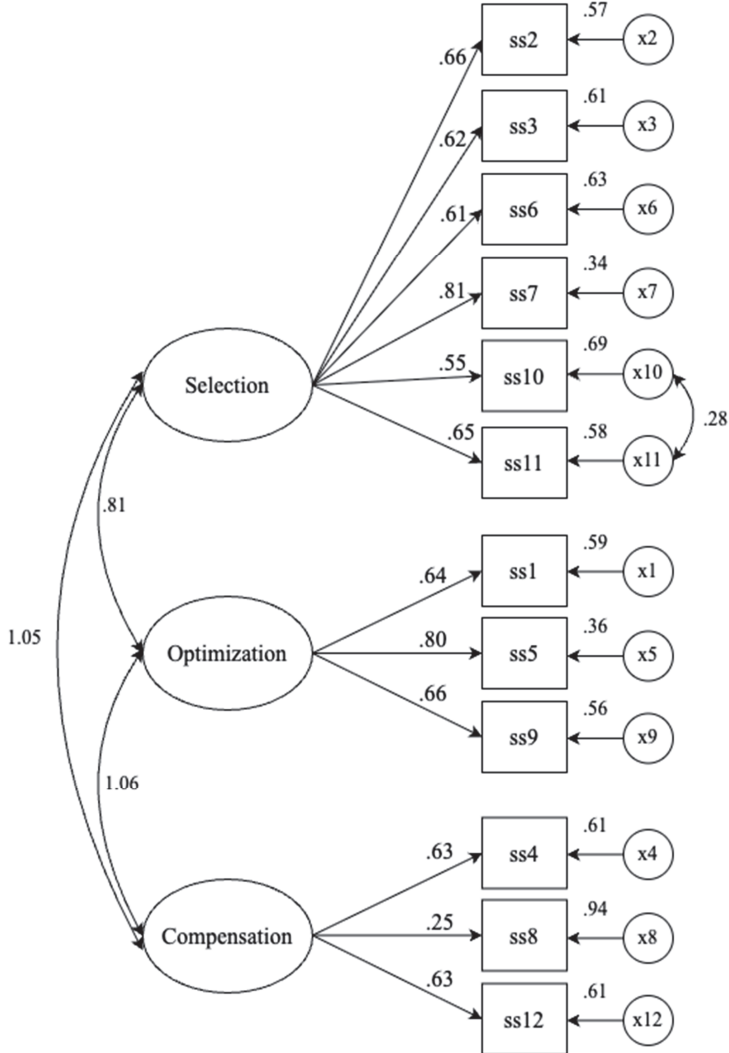 .57
ss2
x2
.66
.61
ss3
x3
.62
.63
ss6
x6
.61
.34
ss7
x7
.81
.69
ss10
x10
.55
.28
.58
ss11
x11
.65
Selection
.81
1.05
.59
ss1
x1
.64
.36
ss5
x5
.80
Optimization
.56
ss9
x9
.66
1.06
.61
ss4
x4
.63
.94
ss8
x8
.25
Compensation
.61
ss12
x12
.63